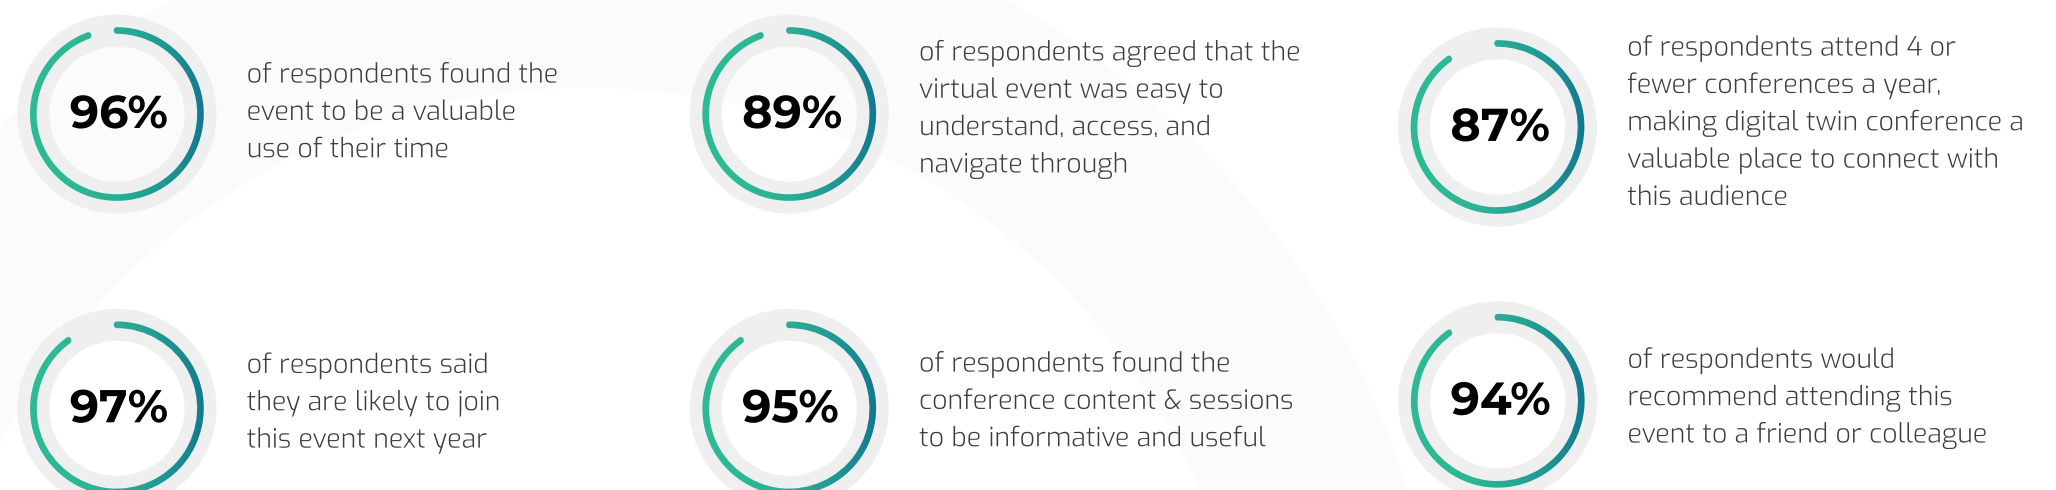 96%
of respondents found the
event to be a valuable
use of their time
89%
of respondents agreed that the
virtual event was easy to
understand, access, and
navigate through
87%
of respondents attend 4 or
fewer conferences a year,
making digital twin conference a
valuable place to connect with
this audience
97%
of respondents said
they are likely to join
this event next year
95%
of respondents found the
conference content & sessions
to be informative and useful
94%
of respondents would
recommend attending this
event to a friend or colleague